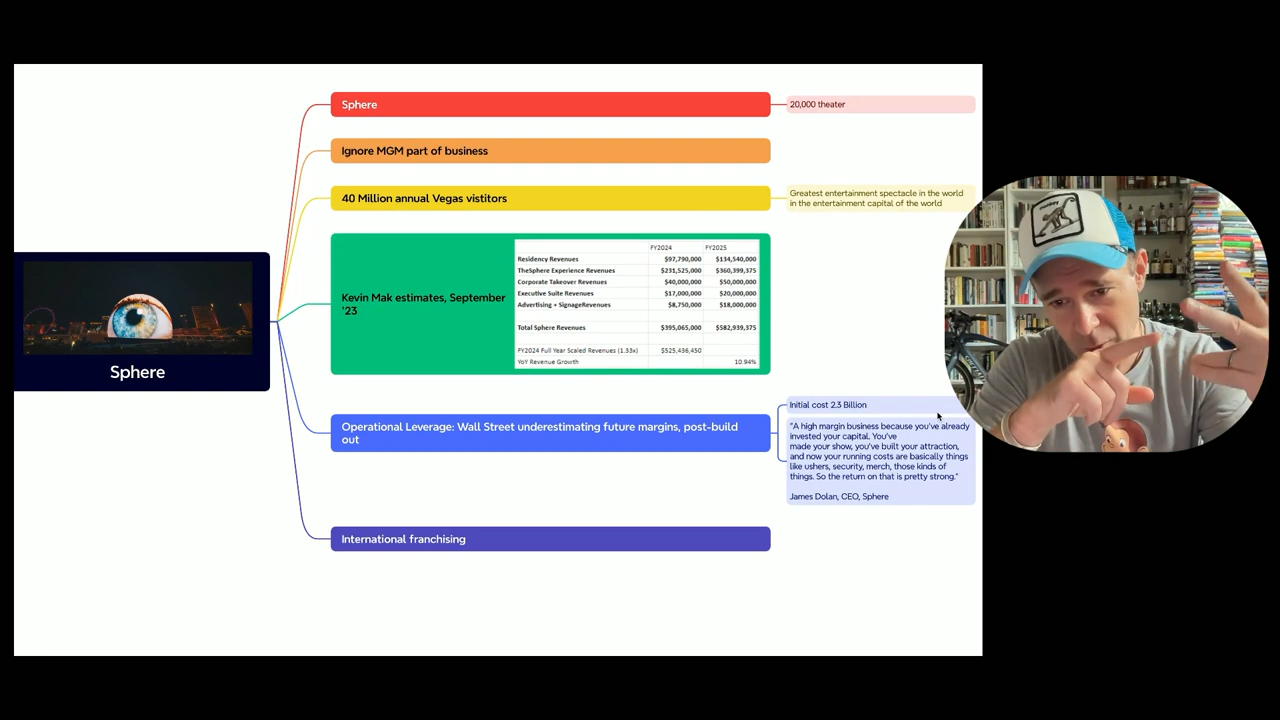 Sphere
Sphere
20,000 theater
Ignore MGM part of business
40 Million annual Vegas vistitors
Greatest entertainment spectacle in the world
in the entertainment capital of the world
Kevin Mak estimates, September
'23
FY2024 FY2025
Residency Revenues $97,790,000 $134,540,000
TheSphere Experience Revenues $231,525,000 $360,399,375
Corporate Takeover Revenues $40,000,000 $50,000,000
Executive Suite Revenues $17,000,000 $20,000,000
Advertising + SignageRevenues $8,750,000 $18,000,000
Total Sphere Revenues $395,065,000 $582,939,375
FY2024 Full Year Scaled Revenues (1.33x) $525,436,450
YoY Revenue Growth 10.94%
Operational Leverage: Wall Street underestimating future margins, post-build
out
Initial cost 2.3 Billion
"A high margin business because you've already
invested your capital. You've
made your show, you've built your attraction,
and now your running costs are basically things
like ushers, security, merch, those kinds of
things. So the return on that is pretty strong."
James Dolan, CEO, Sphere
International franchising